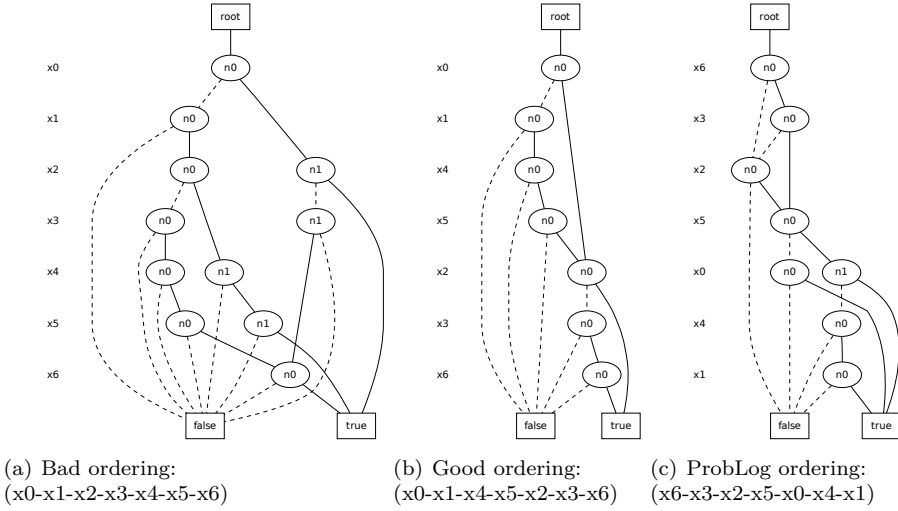 root
x0 n0
x1 n0
x2 n0 n1
x3 n0 n1
x4 n0 n1
x5 n0 n1
x6 n0
false true
(a) Bad ordering:
(x0-x1-x2-x3-x4-x5-x6)
root
x0 n0
x1 n0
x4 n0
x5 n0
x2 n0
x3 n0
x6 n0
false true
(b) Good ordering:
(x0-x1-x4-x5-x2-x3-x6)
root
x6 n0
x3 n0
x2 n0
x5 n0
x0 n0 n1
x4 n0
x1 n0
false true
(c) ProbLog ordering:
(x6-x3-x2-x5-x0-x4-x1)